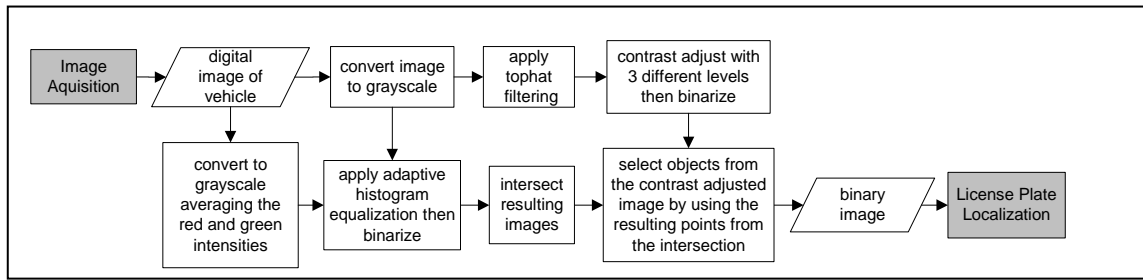 Image
Aquisition
digital
image of
vehicle
convert image
to grayscale
apply
tophat
filtering
contrast adjust with
3 different levels
then binarize
convert to
grayscale
averaging the
red and green
intensities
apply adaptive
histogram
equalization then
binarize
intersect
resulting
images
select objects from
the contrast adjusted
image by using the
resulting points from
the intersection
binary
image
License Plate
Localization